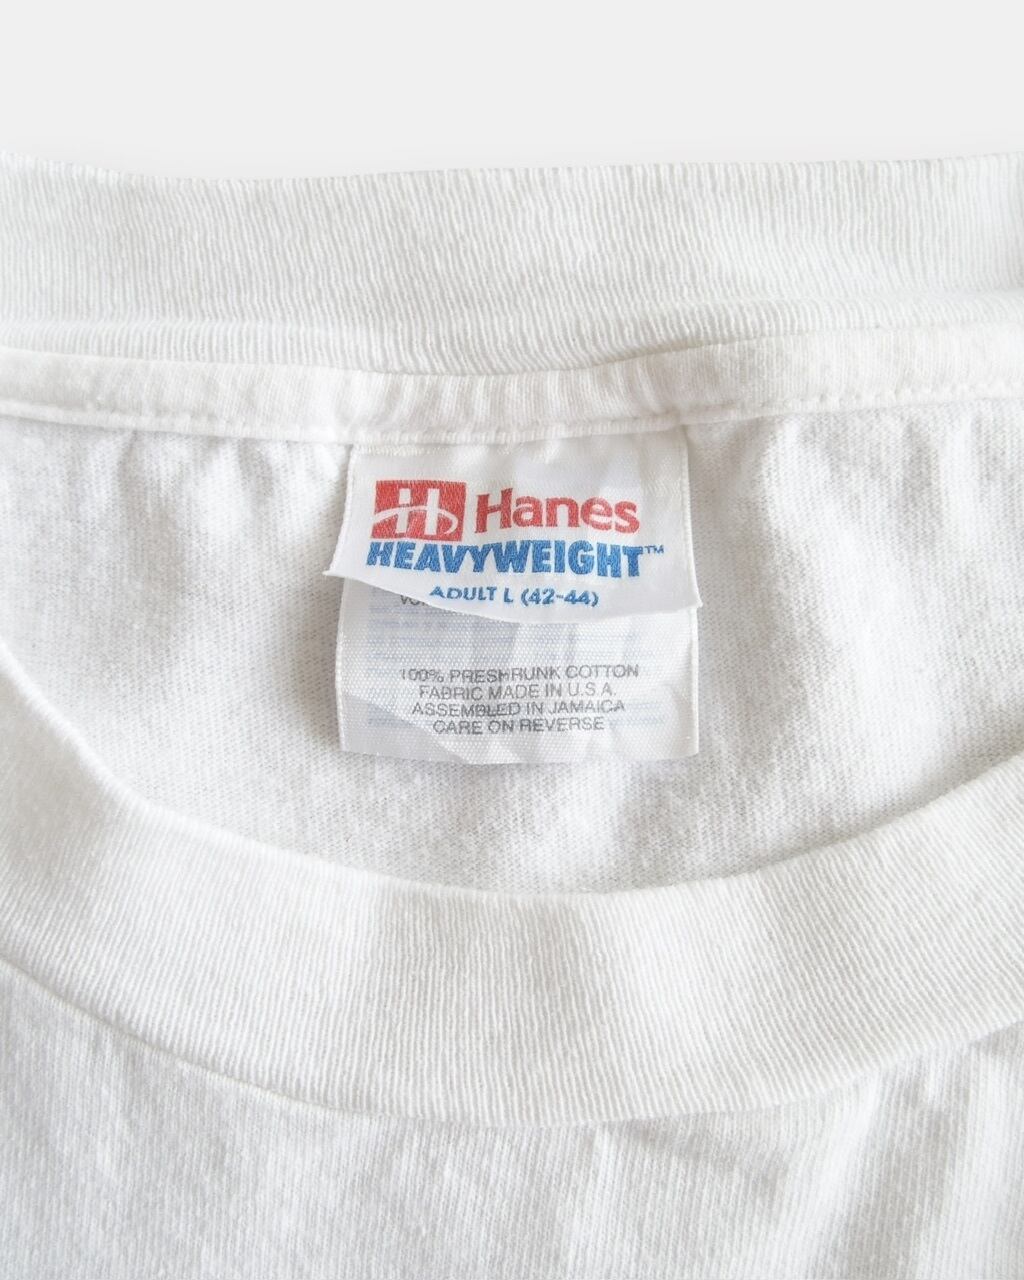 H Hanes
HEAVYWEIGHT™
ADULT L (42-44)
100% PRESHRUNK COTTON
FABRIC MADE IN U.S.A.
ASSEMBLED IN JAMAICA
CARE ON REVERSE